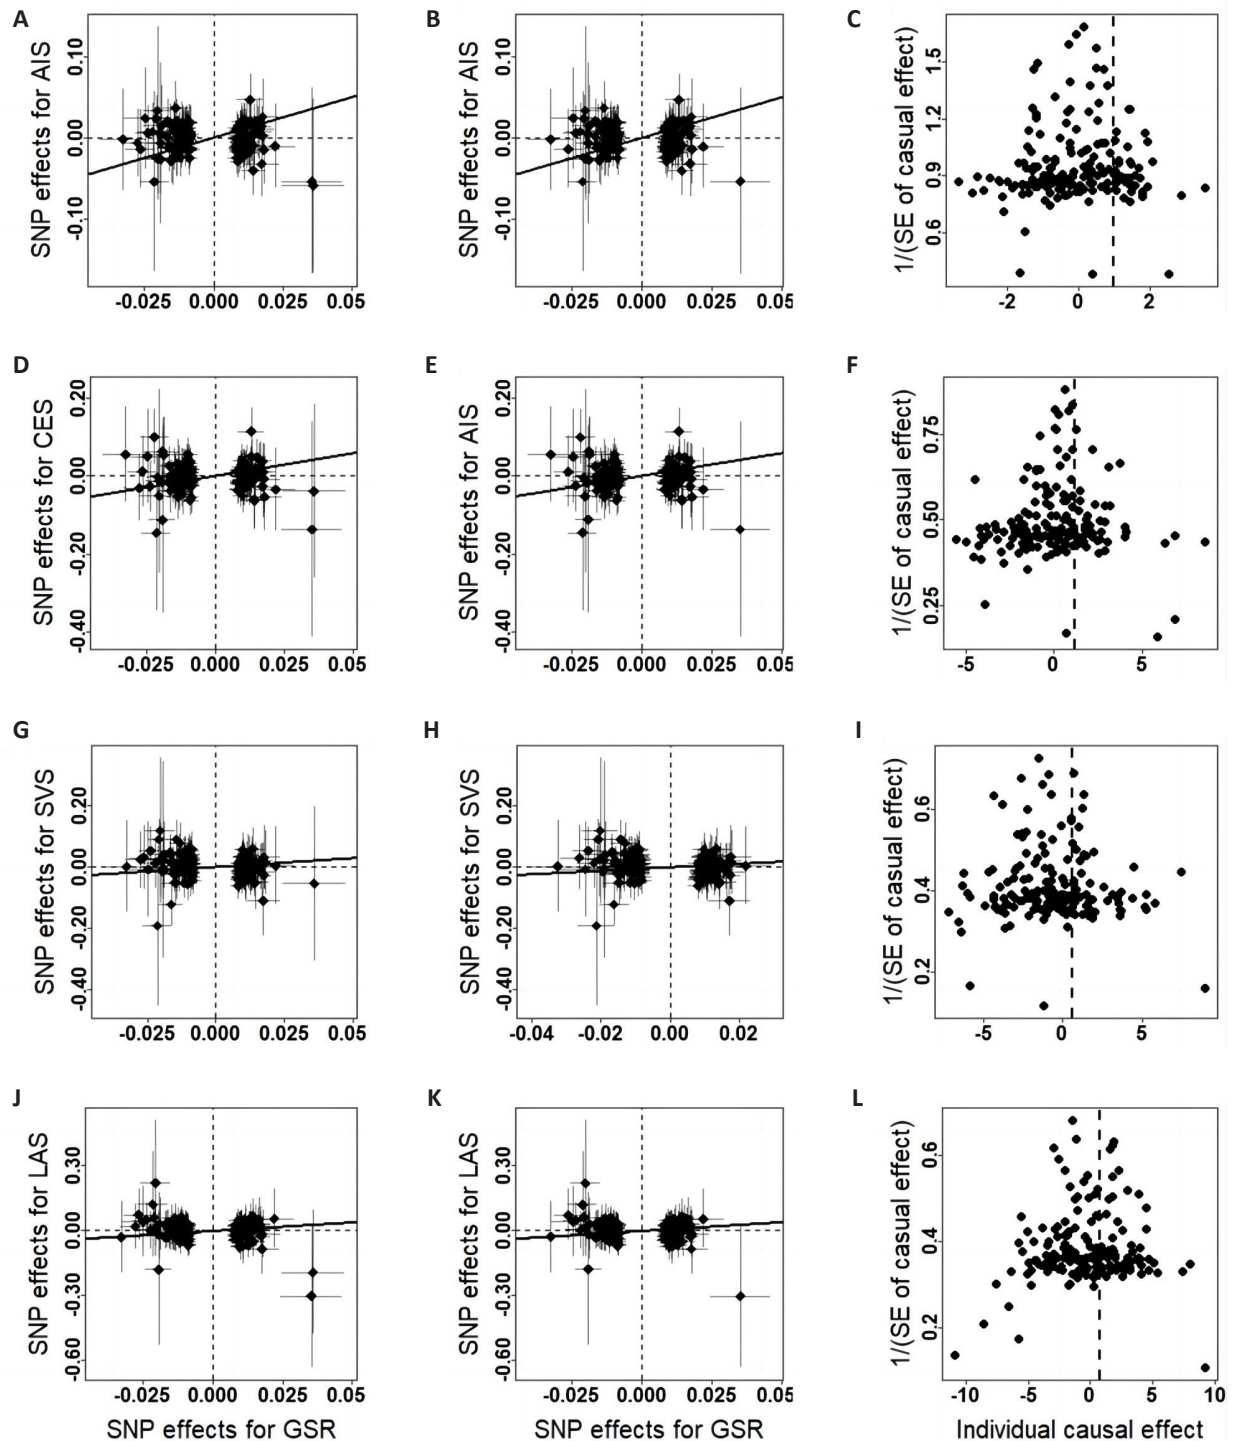 A
B
C
SNP effects for AIS
0.10
0.00
-0.10
-0.025 0.000 0.025 0.05
SNP effects for AIS
0.10
0.00
-0.10
-0.025 0.000 0.025 0.05
1/(SE of casual effect)
1.5
1.2
0.9
0.6
-2 0 2
D
E
F
SNP effects for CES
0.20
0.00
-0.20
-0.40
-0.025 0.000 0.025 0.05
SNP effects for AIS
0.20
0.00
-0.20
-0.40
-0.025 0.000 0.025 0.05
1/(SE of casual effect)
0.75
0.50
0.25
-5 0 5
G
H
I
SNP effects for SVS
0.20
0.00
-0.20
-0.40
-0.025 0.000 0.025 0.05
SNP effects for SVS
0.20
0.00
-0.20
-0.40
-0.04 -0.02 0.00 0.02
1/(SE of casual effect)
0.6
0.4
0.2
-5 0 5
J
K
L
SNP effects for LAS
0.30
0.00
-0.30
-0.60
-0.025 0.000 0.025 0.05
SNP effects for GSR
SNP effects for LAS
0.30
0.00
-0.30
-0.60
-0.025 0.000 0.025 0.05
SNP effects for GSR
1/(SE of casual effect)
0.6
0.4
0.2
-10 -5 0 5 10
Individual causal effect